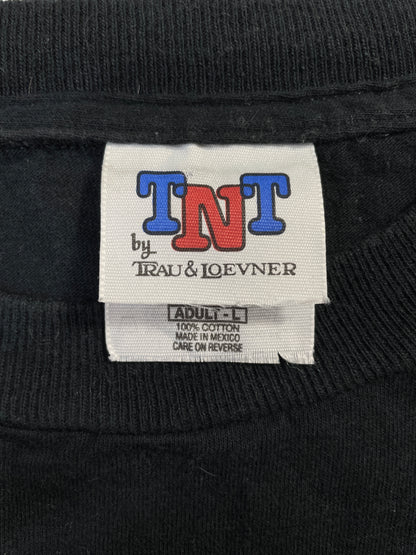 TNT
by
TRAU & LOEVNER
ADULT - L
100% COTTON
MADE IN MEXICO
CARE ON REVERSE